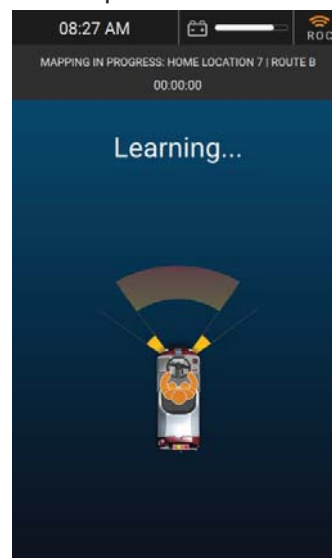 08:27 AM
ROC
MAPPING IN PROGRESS: HOME LOCATION 7 | ROUTE B
00:00:00
Learning...